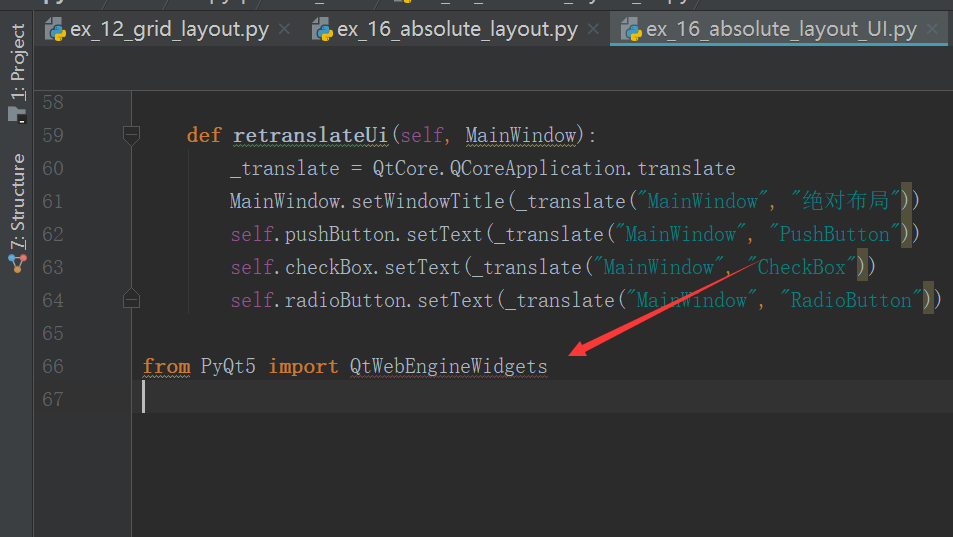 ex_12_grid_layout.py
ex_16_absolute_layout.py
ex_16_absolute_layout_UI.py
1: Project
7: Structure
58
59 def retranslateUi(self, MainWindow):
60 _translate = QtCore.QCoreApplication.translate
61 MainWindow.setWindowTitle(_translate("MainWindow", "绝对布局"))
62 self.pushButton.setText(_translate("MainWindow", "PushButton"))
63 self.checkBox.setText(_translate("MainWindow", "CheckBox"))
64 self.radioButton.setText(_translate("MainWindow", "RadioButton"))
65
66 from PyQt5 import QtWebEngineWidgets
67